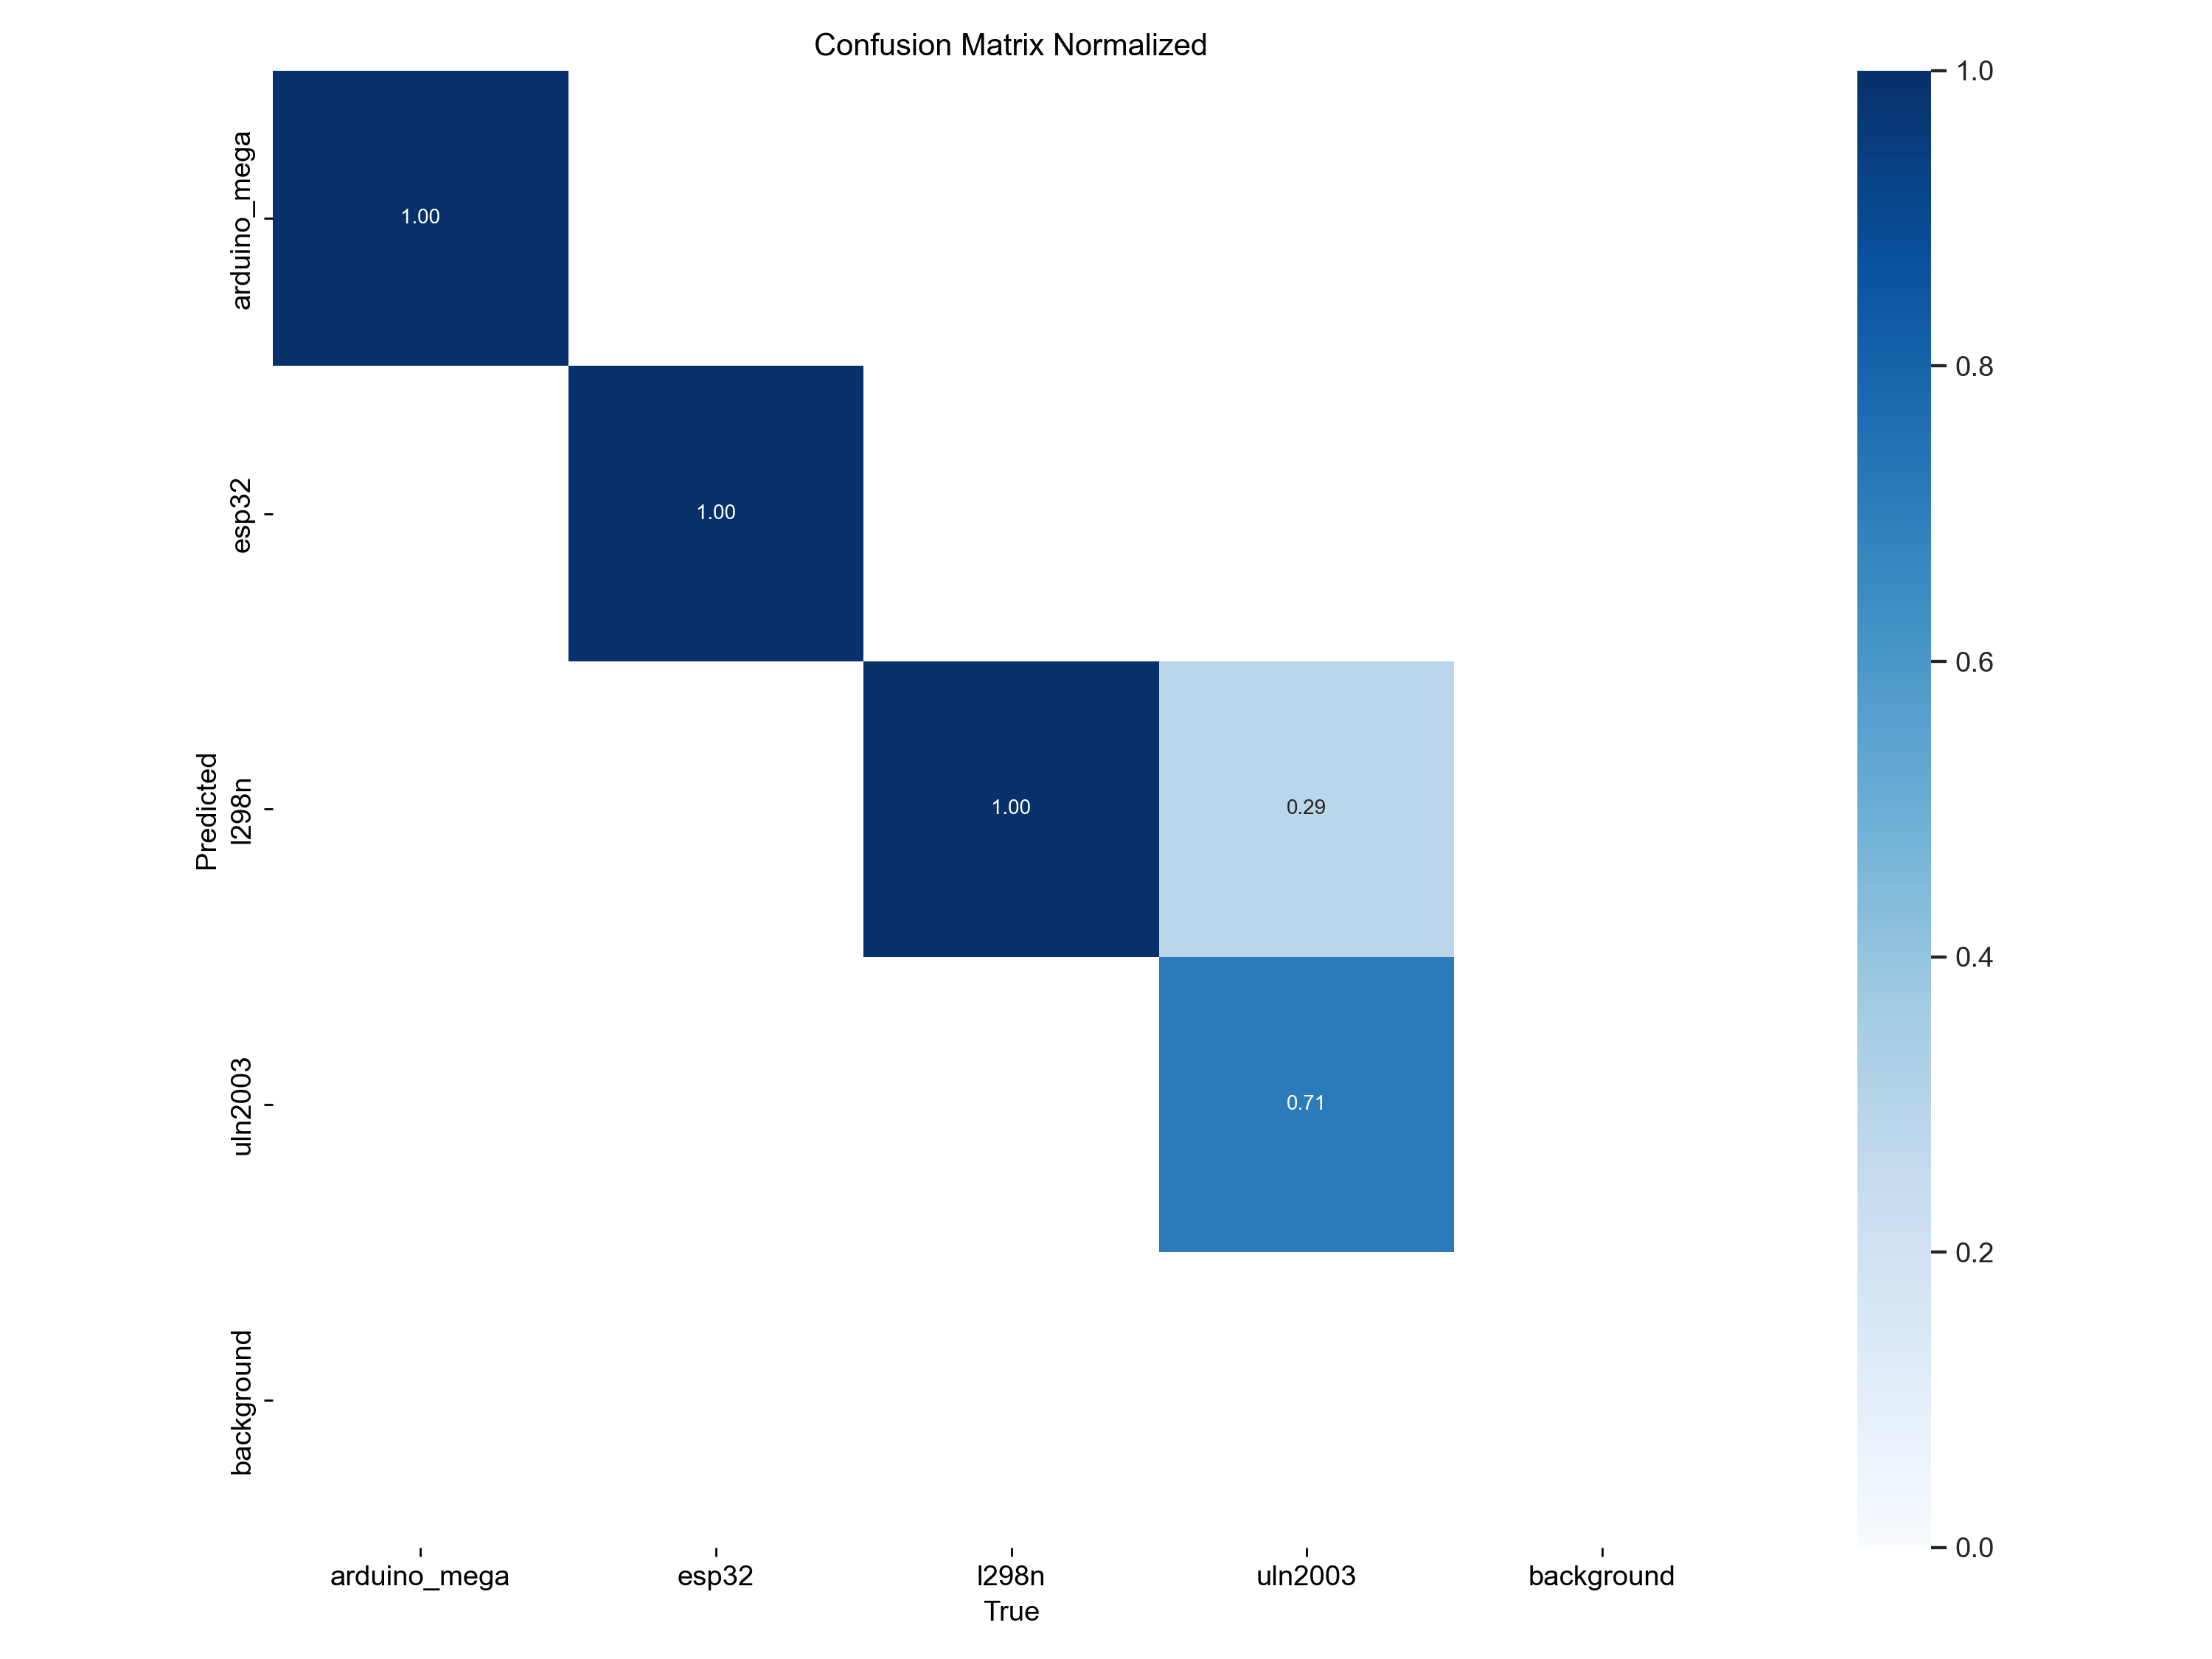 Confusion Matrix Normalized
arduino_mega
esp32
l298n
uln2003
background
Predicted
1.00
1.00
1.00
0.29
0.71
arduino_mega
esp32
l298n
uln2003
background
True
1.0
0.8
0.6
0.4
0.2
0.0